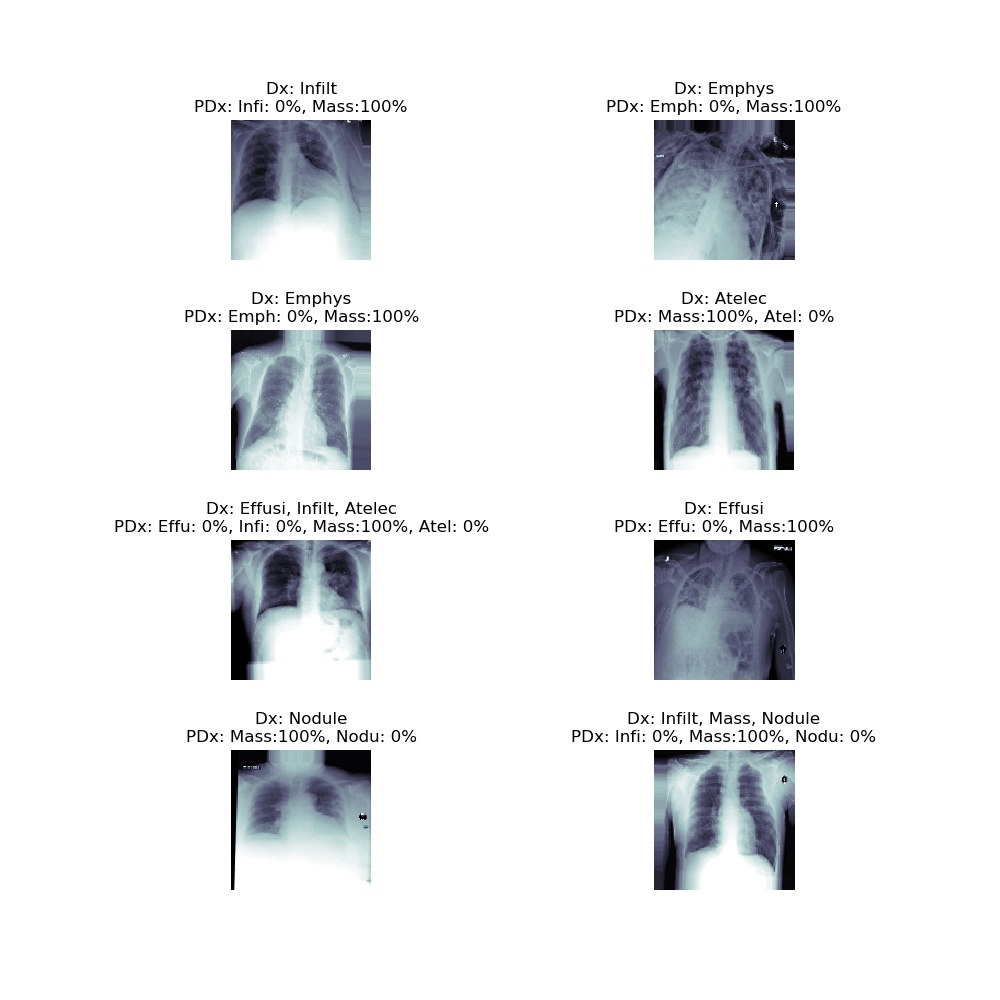 Dx: Infilt
PDx: Infi: 0%, Mass:100%
Dx: Emphys
PDx: Emph: 0%, Mass:100%
Dx: Emphys
PDx: Emph: 0%, Mass:100%
Dx: Atelec
PDx: Mass:100%, Atel: 0%
Dx: Effusi, Infilt, Atelec
PDx: Effu: 0%, Infi: 0%, Mass:100%, Atel: 0%
Dx: Effusi
PDx: Effu: 0%, Mass:100%
Dx: Nodule
PDx: Mass:100%, Nodu: 0%
Dx: Infilt, Mass, Nodule
PDx: Infi: 0%, Mass:100%, Nodu: 0%